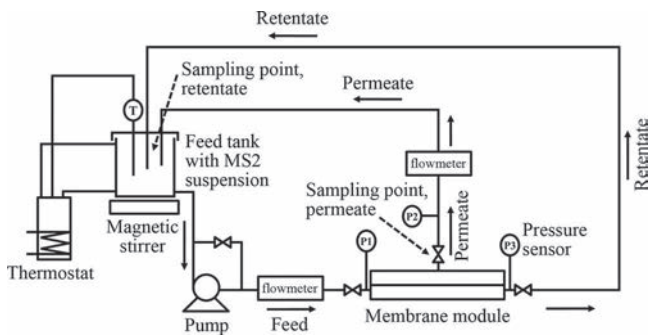 Retentate
Sampling point,
retentate
Permeate
T
Feed tank
with MS2
suspension
flowmeter
Retentate
Sampling point,
permeate
P2
Permeate
Magnetic
stirrer
P1
P3
Pressure
sensor
Thermostat
flowmeter
Pump
Feed
Membrane module